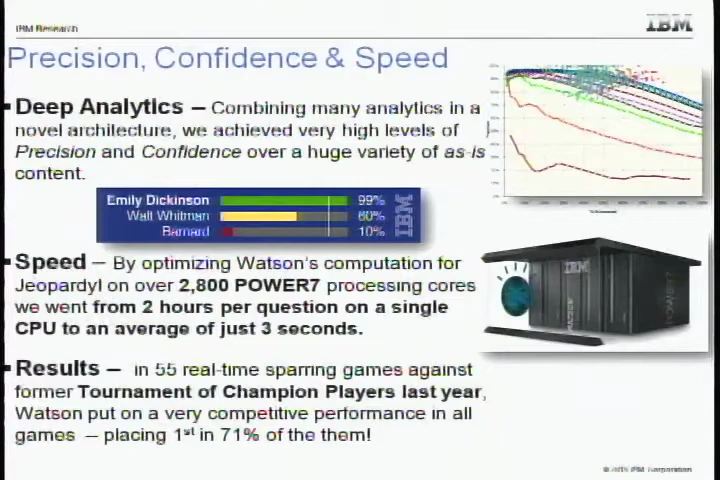 IBM Research
IBM
Precision, Confidence & Speed
Deep Analytics – Combining many analytics in a
novel architecture, we achieved very high levels of
Precision and Confidence over a huge variety of as-is
content.
Emily Dickinson 99%
Walt Whitman 60%
Barnard 10%
IBM
Speed – By optimizing Watson's computation for
Jeopardy! on over 2,800 POWER7 processing cores
we went from 2 hours per question on a single
CPU to an average of just 3 seconds.
IBM
POWER7
Results – in 55 real-time sparring games against
former Tournament of Champion Players last year,
Watson put on a very competitive performance in all
games – placing 1st in 71% of the them!
IBM Corporation